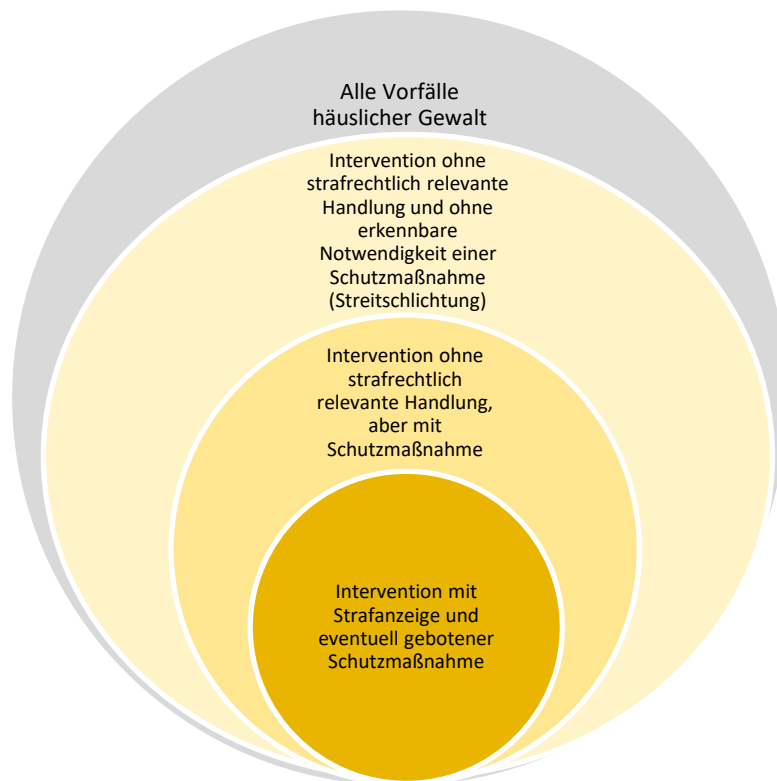 Alle Vorfälle
häuslicher Gewalt
Intervention ohne
strafrechtlich relevante
Handlung und ohne
erkennbare
Notwendigkeit einer
Schutzmaßnahme
(Streitschlichtung)
Intervention ohne
strafrechtlich
relevante Handlung,
aber mit
Schutzmaßnahme
Intervention mit
Strafanzeige und
eventuell gebotener
Schutzmaßnahme